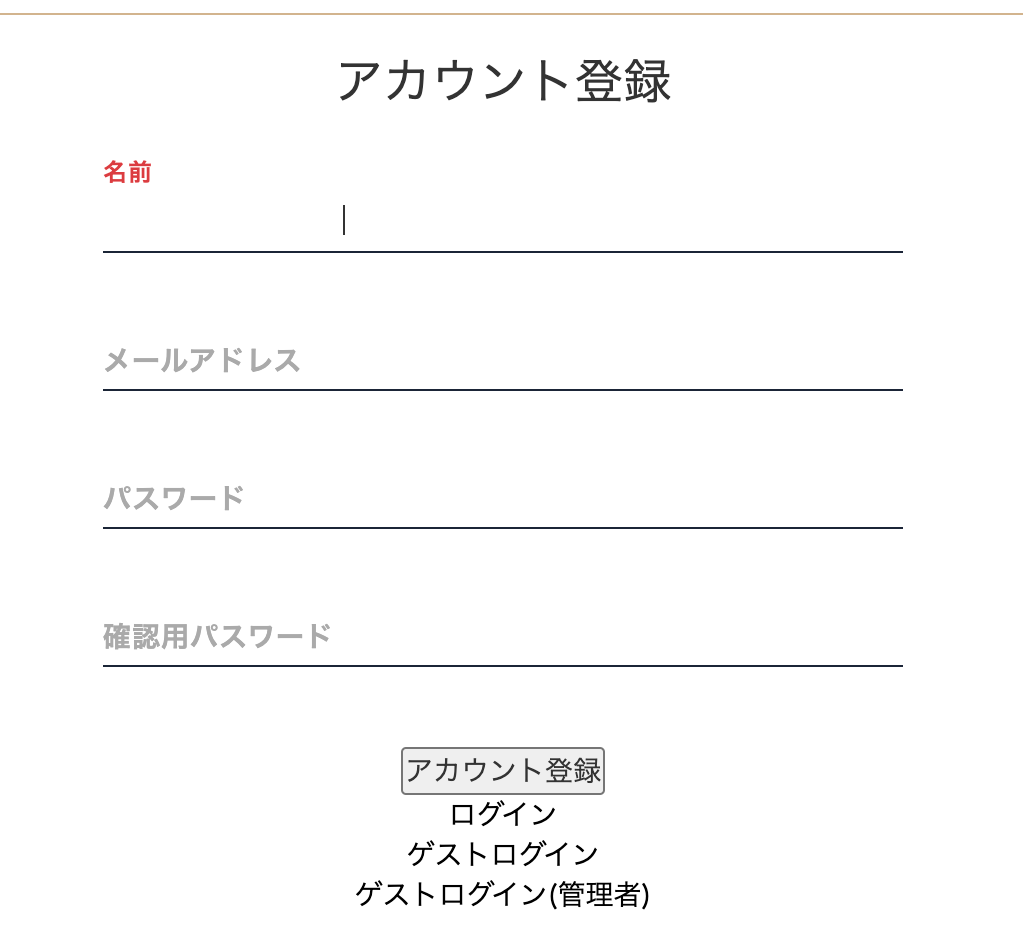 アカウント登録
名前
メールアドレス
パスワード
確認用パスワード
アカウント登録
ログイン
ゲストログイン
ゲストログイン(管理者)